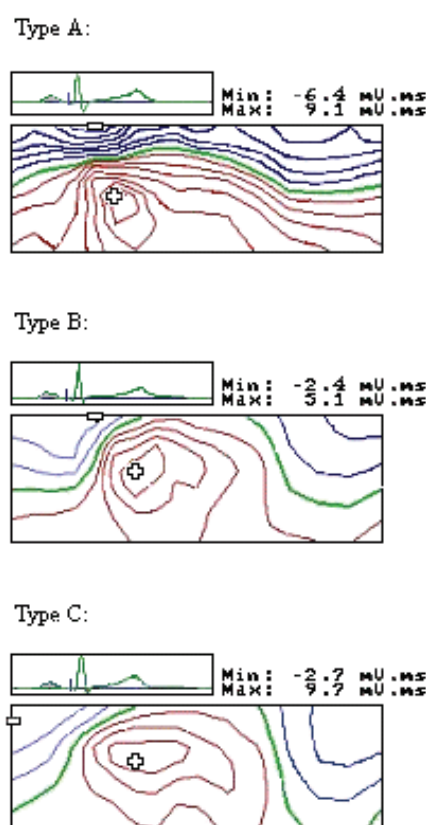 Type A:
Min: -6.4 mV.ms
Max: 9.1 mV.ms
Type B:
Min: -2.4 mV.ms
Max: 5.1 mV.ms
Type C:
Min: -2.7 mV.ms
Max: 9.7 mV.ms